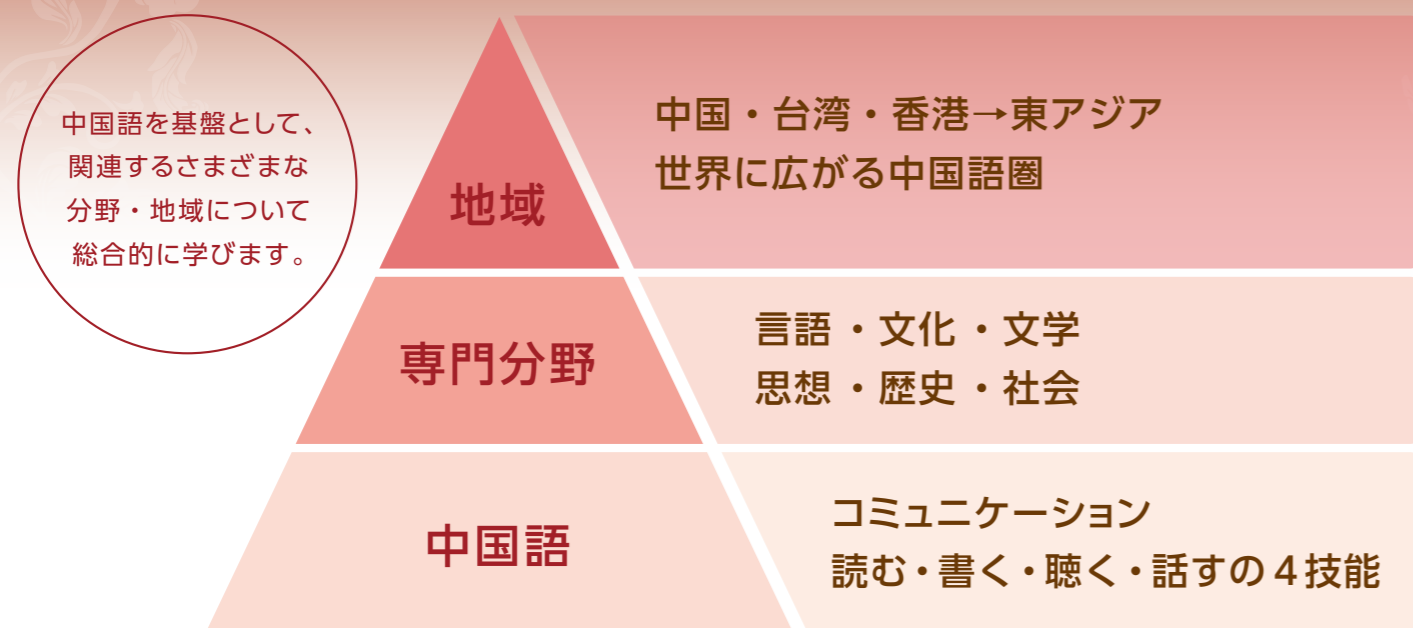 中国語を基盤として、
関連するさまざまな
分野・地域について
総合的に学びます。
地域
中国・台湾・香港→東アジア
世界に広がる中国語圏
専門分野
言語・文化・文学
思想・歴史・社会
中国語
コミュニケーション
読む・書く・聴く・話すの4技能